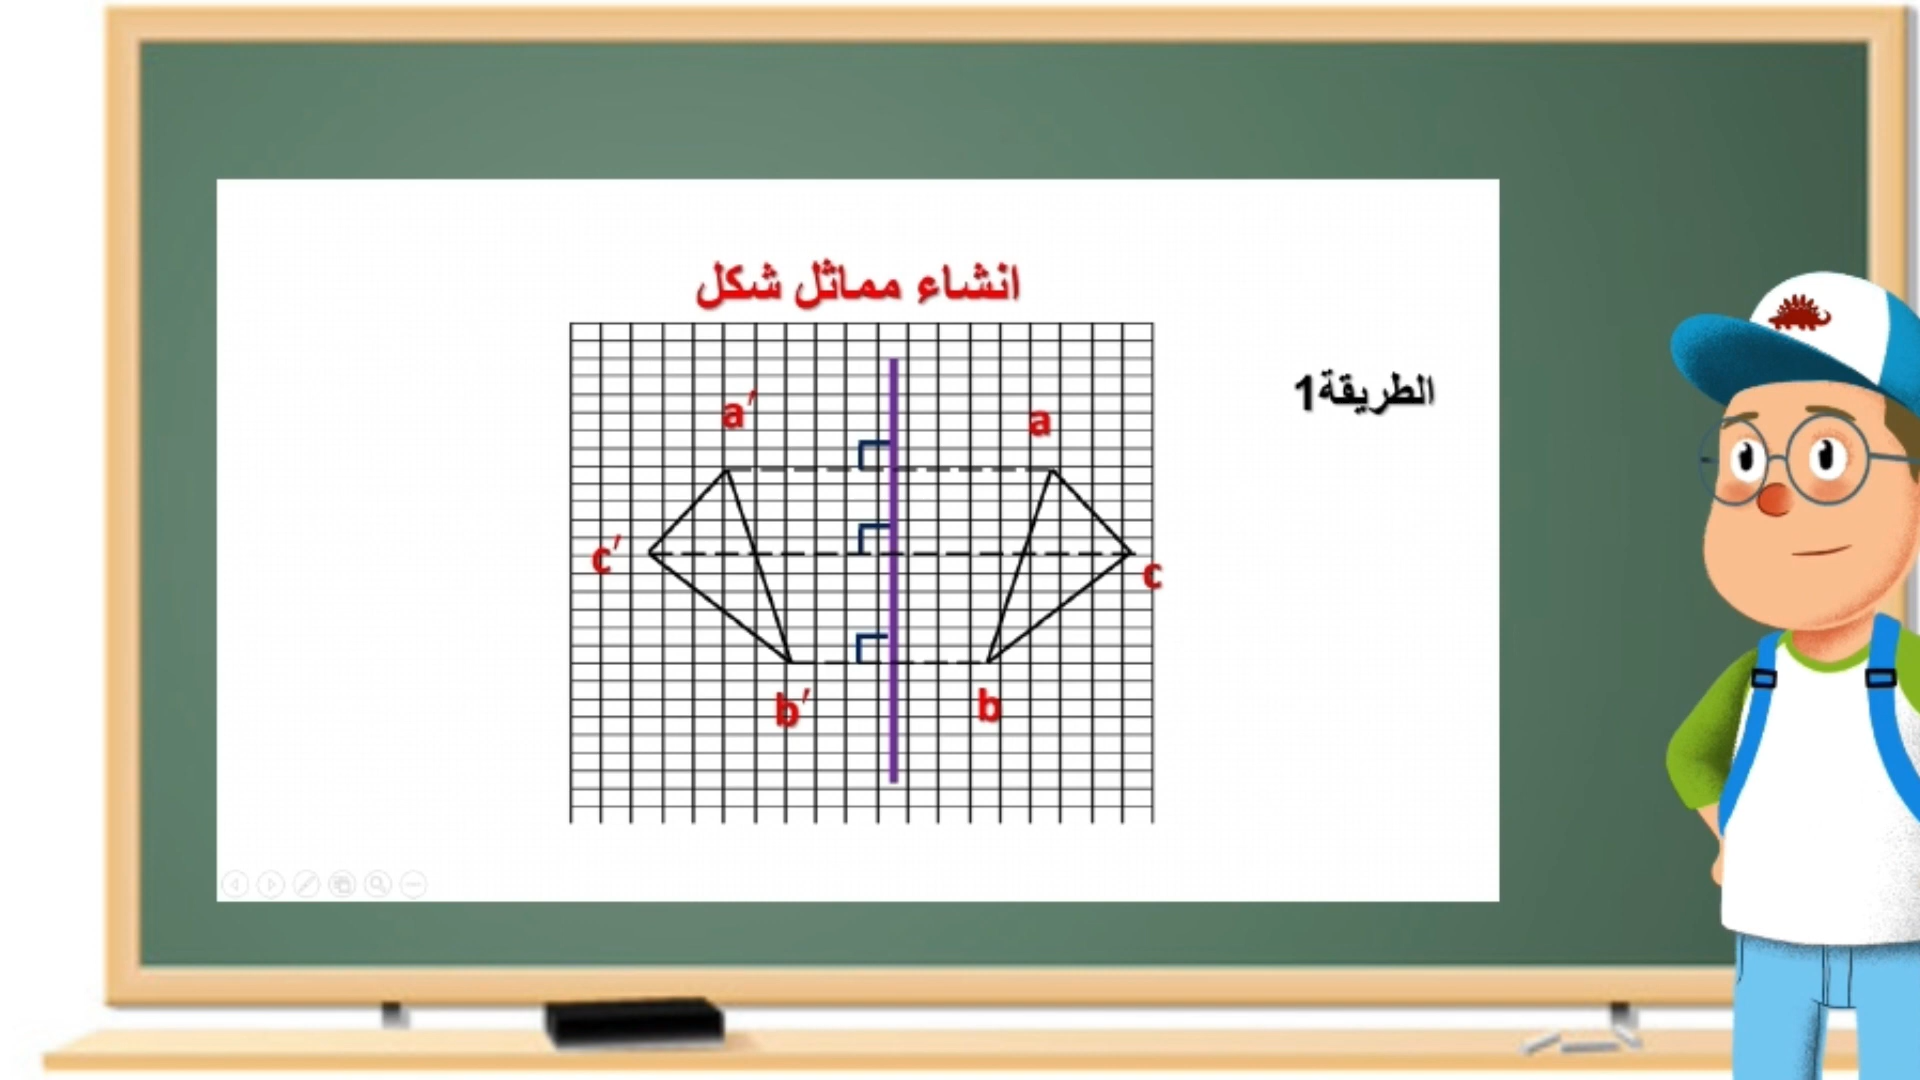 انشاء مماثل شكل
الطريقة1
a′ a
c′ c
b′ b